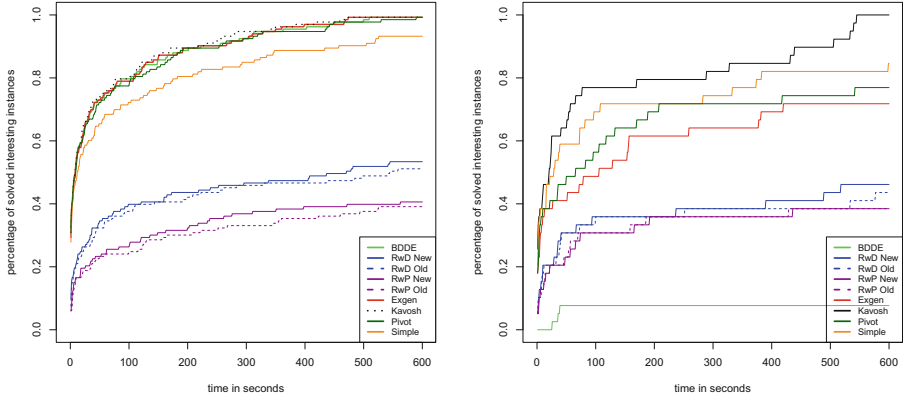 percentage of solved interesting instances
1.0
0.8
0.6
0.4
0.2
0.0
BDDE
RwD New
RwD Old
RwP New
RwP Old
Exgen
Kavosh
Pivot
Simple
0 100 200 300 400 500 600
time in seconds
percentage of solved interesting instances
1.0
0.8
0.6
0.4
0.2
0.0
BDDE
RwD New
RwD Old
RwP New
RwP Old
Exgen
Kavosh
Pivot
Simple
0 100 200 300 400 500 600
time in seconds